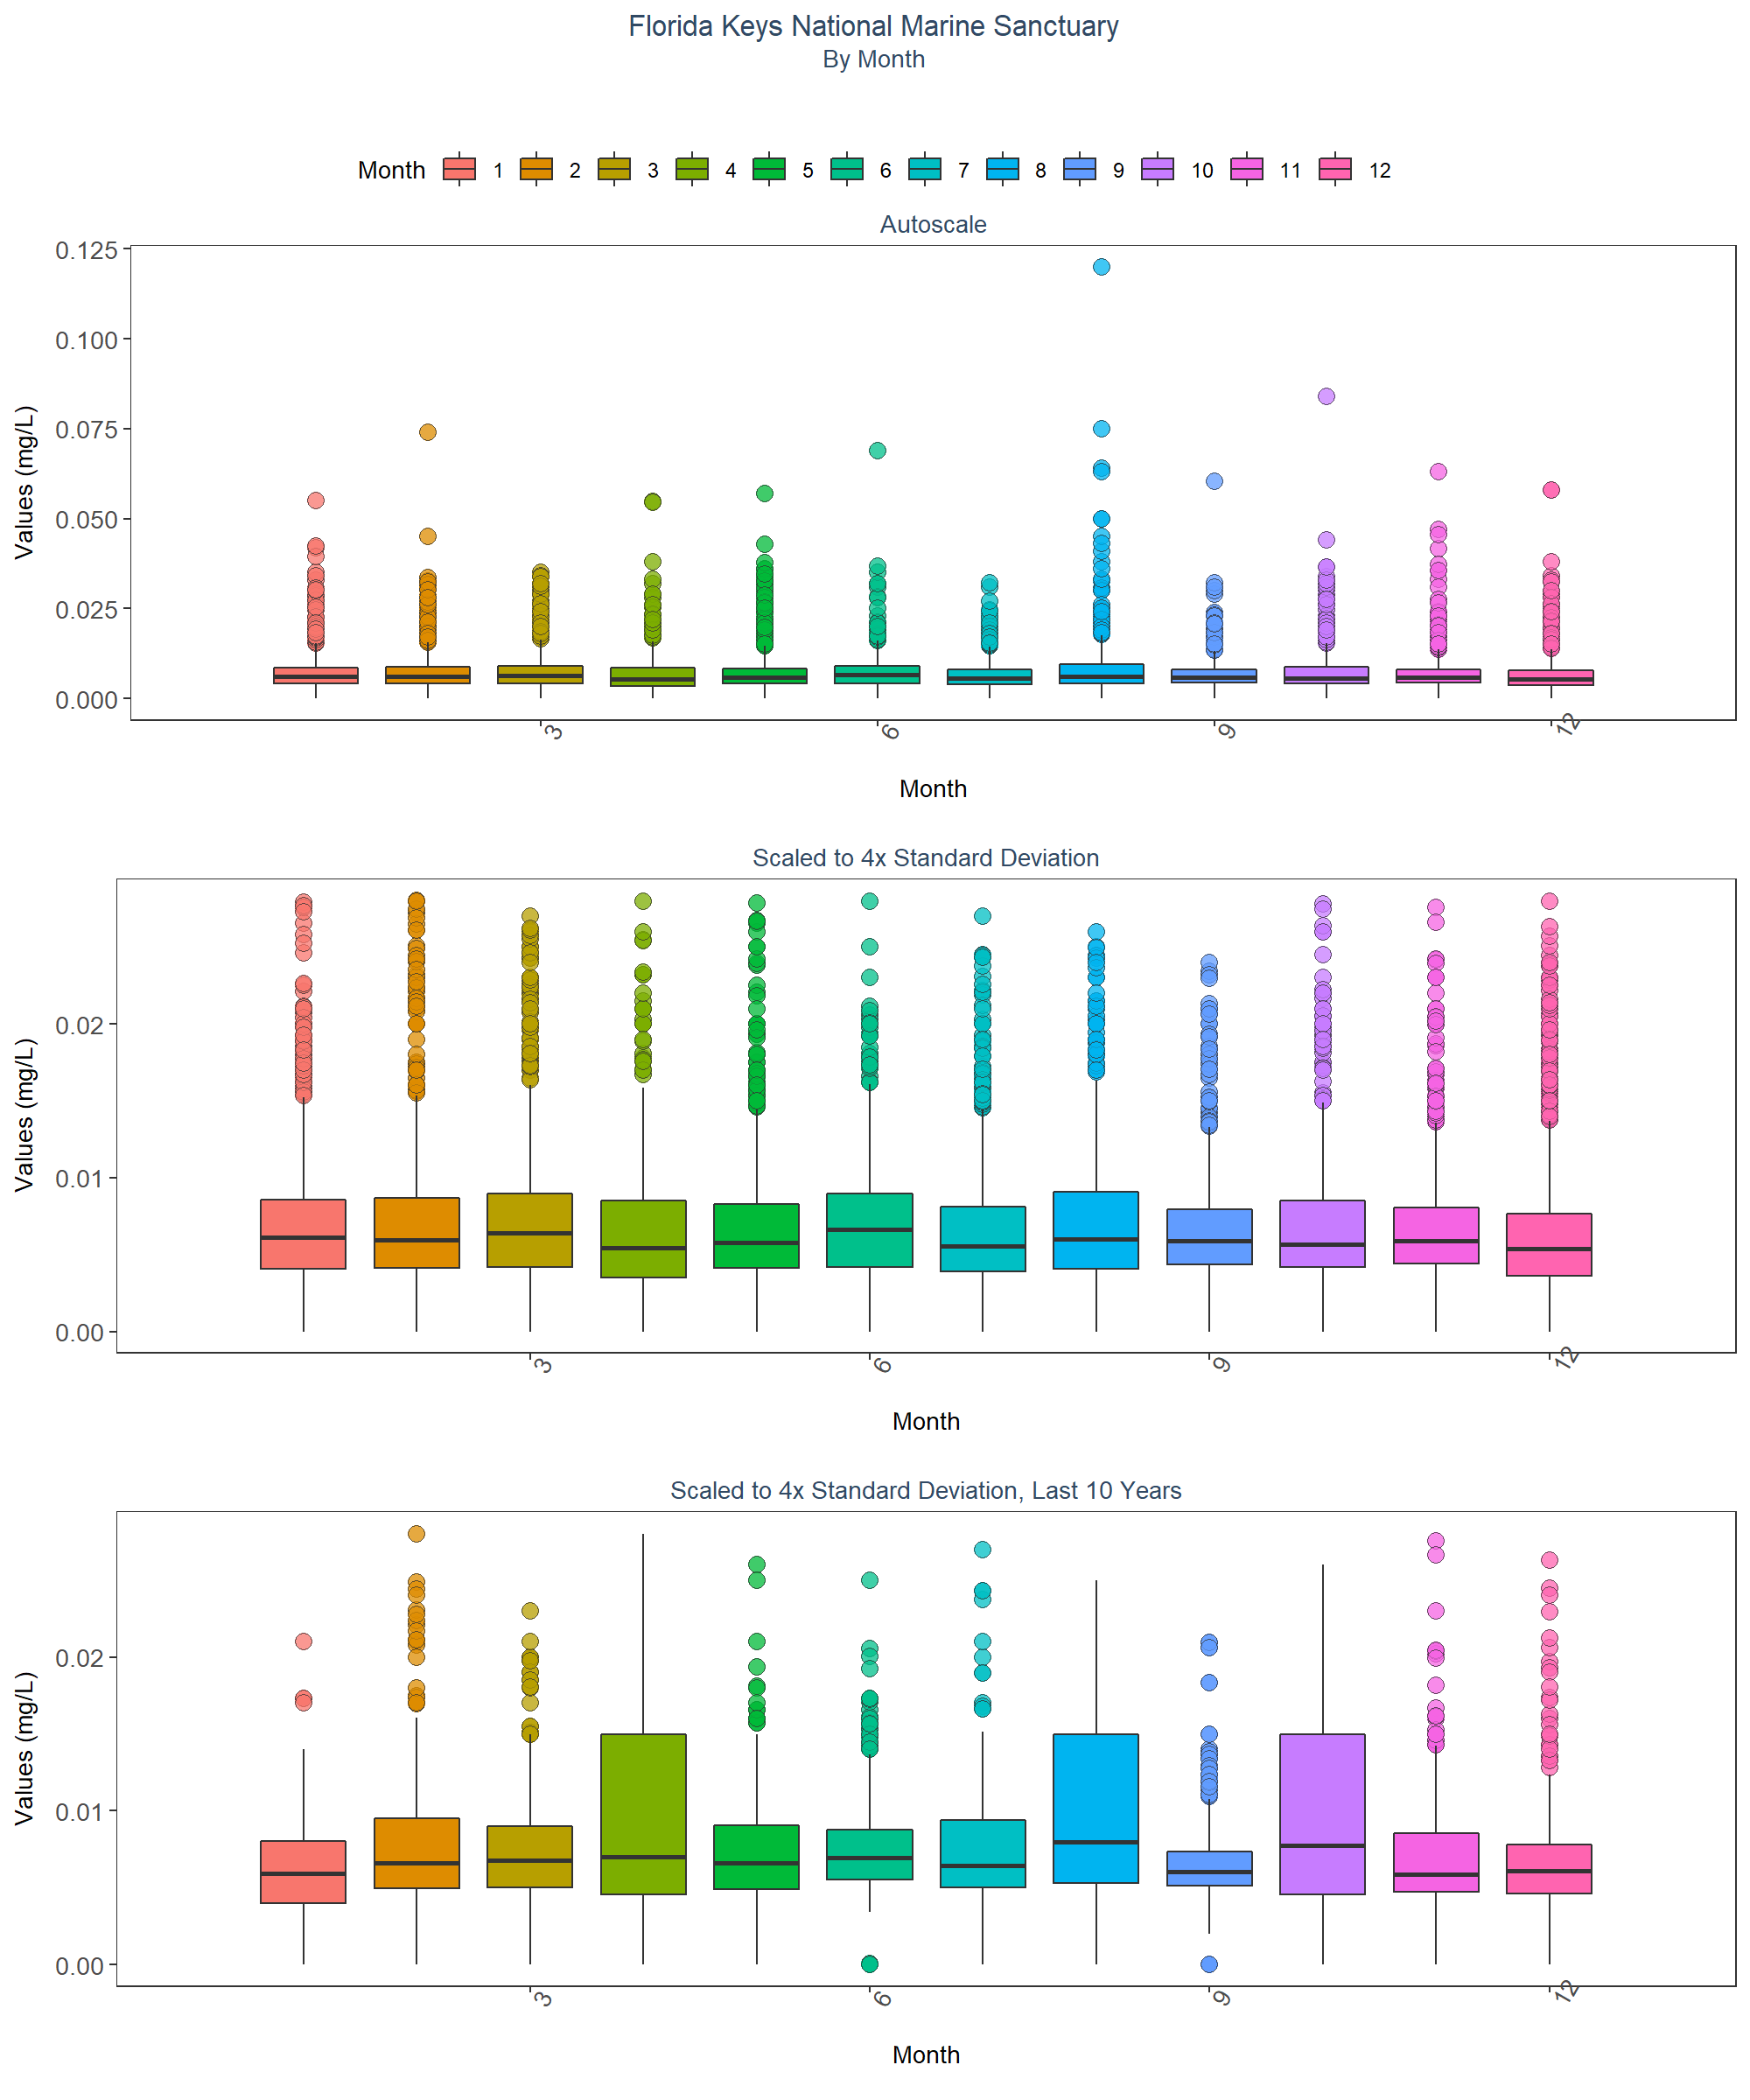 Florida Keys National Marine Sanctuary
By Month
Month 1 2 3 4 5 6 7 8 9 10 11 12
Autoscale
Values (mg/L)
0.125
0.100
0.075
0.050
0.025
0.000
3 6 9 12
Month
Scaled to 4x Standard Deviation
Values (mg/L)
0.02
0.01
0.00
3 6 9 12
Month
Scaled to 4x Standard Deviation, Last 10 Years
Values (mg/L)
0.02
0.01
0.00
3 6 9 12
Month